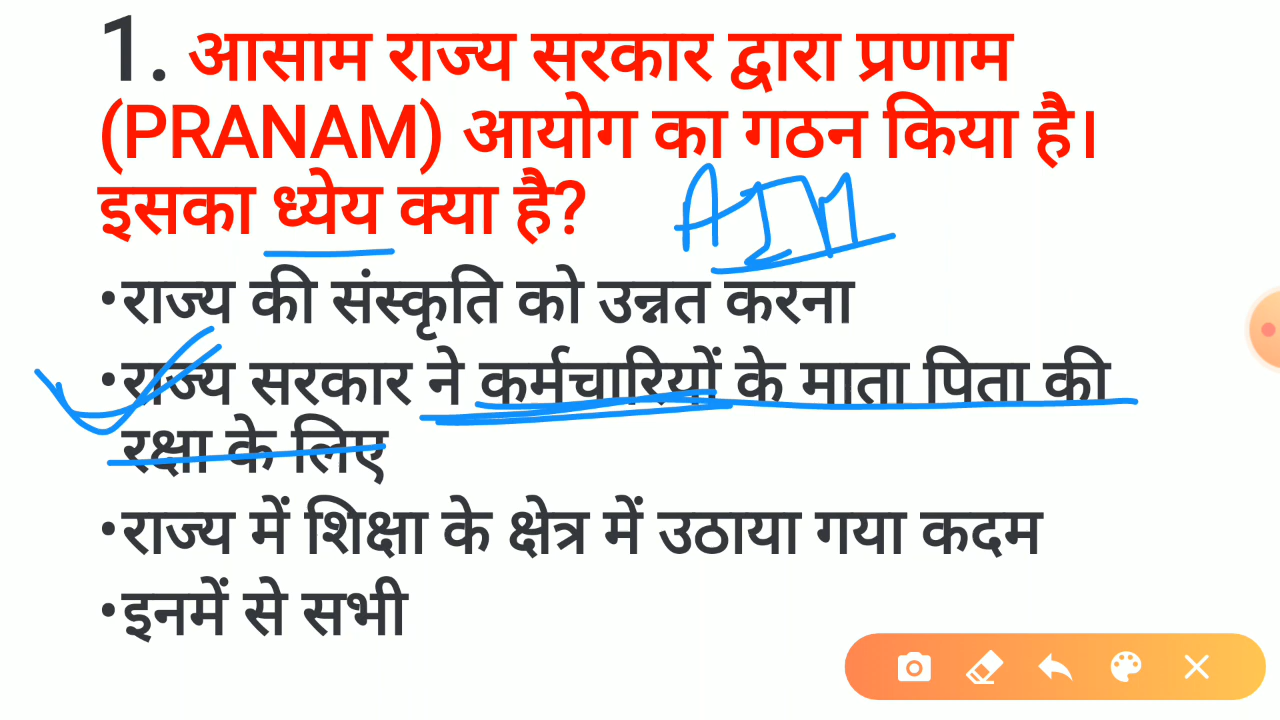 1. आसाम राज्य सरकार द्वारा प्रणाम
(PRANAM) आयोग का गठन किया है।
इसका ध्येय क्या है?
AIM
•राज्य की संस्कृति को उन्नत करना
•राज्य सरकार ने कर्मचारियों के माता पिता की
रक्षा के लिए
•राज्य में शिक्षा के क्षेत्र में उठाया गया कदम
•इनमें से सभी